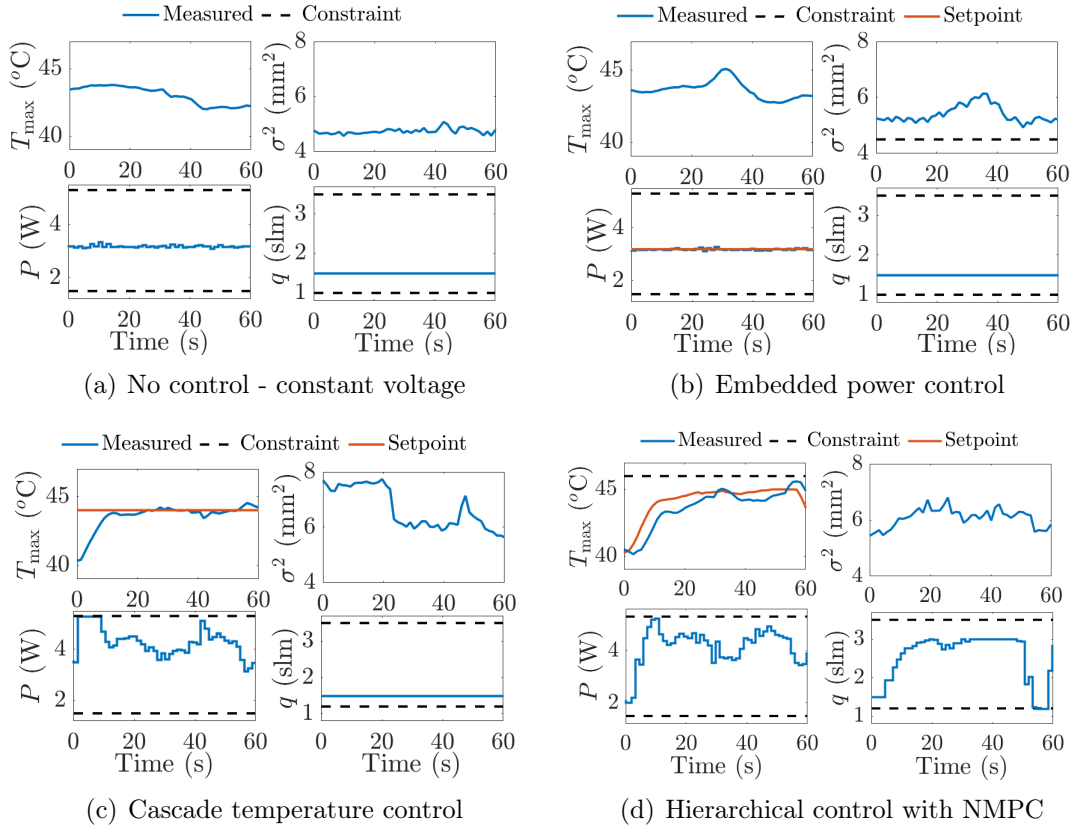 Measured Constraint
T_max (°C)
45
40
0 20 40 60
σ² (mm²)
8
6
4
0 20 40 60
P (W)
4
2
0 20 40 60
Time (s)
q (slm)
3
2
1
0 20 40 60
Time (s)
(a) No control - constant voltage
Measured Constraint Setpoint
T_max (°C)
45
40
0 20 40 60
σ² (mm²)
8
6
4
0 20 40 60
P (W)
4
2
0 20 40 60
Time (s)
q (slm)
3
2
1
0 20 40 60
Time (s)
(b) Embedded power control
Measured Constraint Setpoint
T_max (°C)
45
40
0 20 40 60
σ² (mm²)
8
6
4
0 20 40 60
P (W)
4
2
0 20 40 60
Time (s)
q (slm)
3
2
1
0 20 40 60
Time (s)
(c) Cascade temperature control
Measured Constraint Setpoint
T_max (°C)
45
40
0 20 40 60
σ² (mm²)
8
6
4
0 20 40 60
P (W)
4
2
0 20 40 60
Time (s)
q (slm)
3
2
1
0 20 40 60
Time (s)
(d) Hierarchical control with NMPC